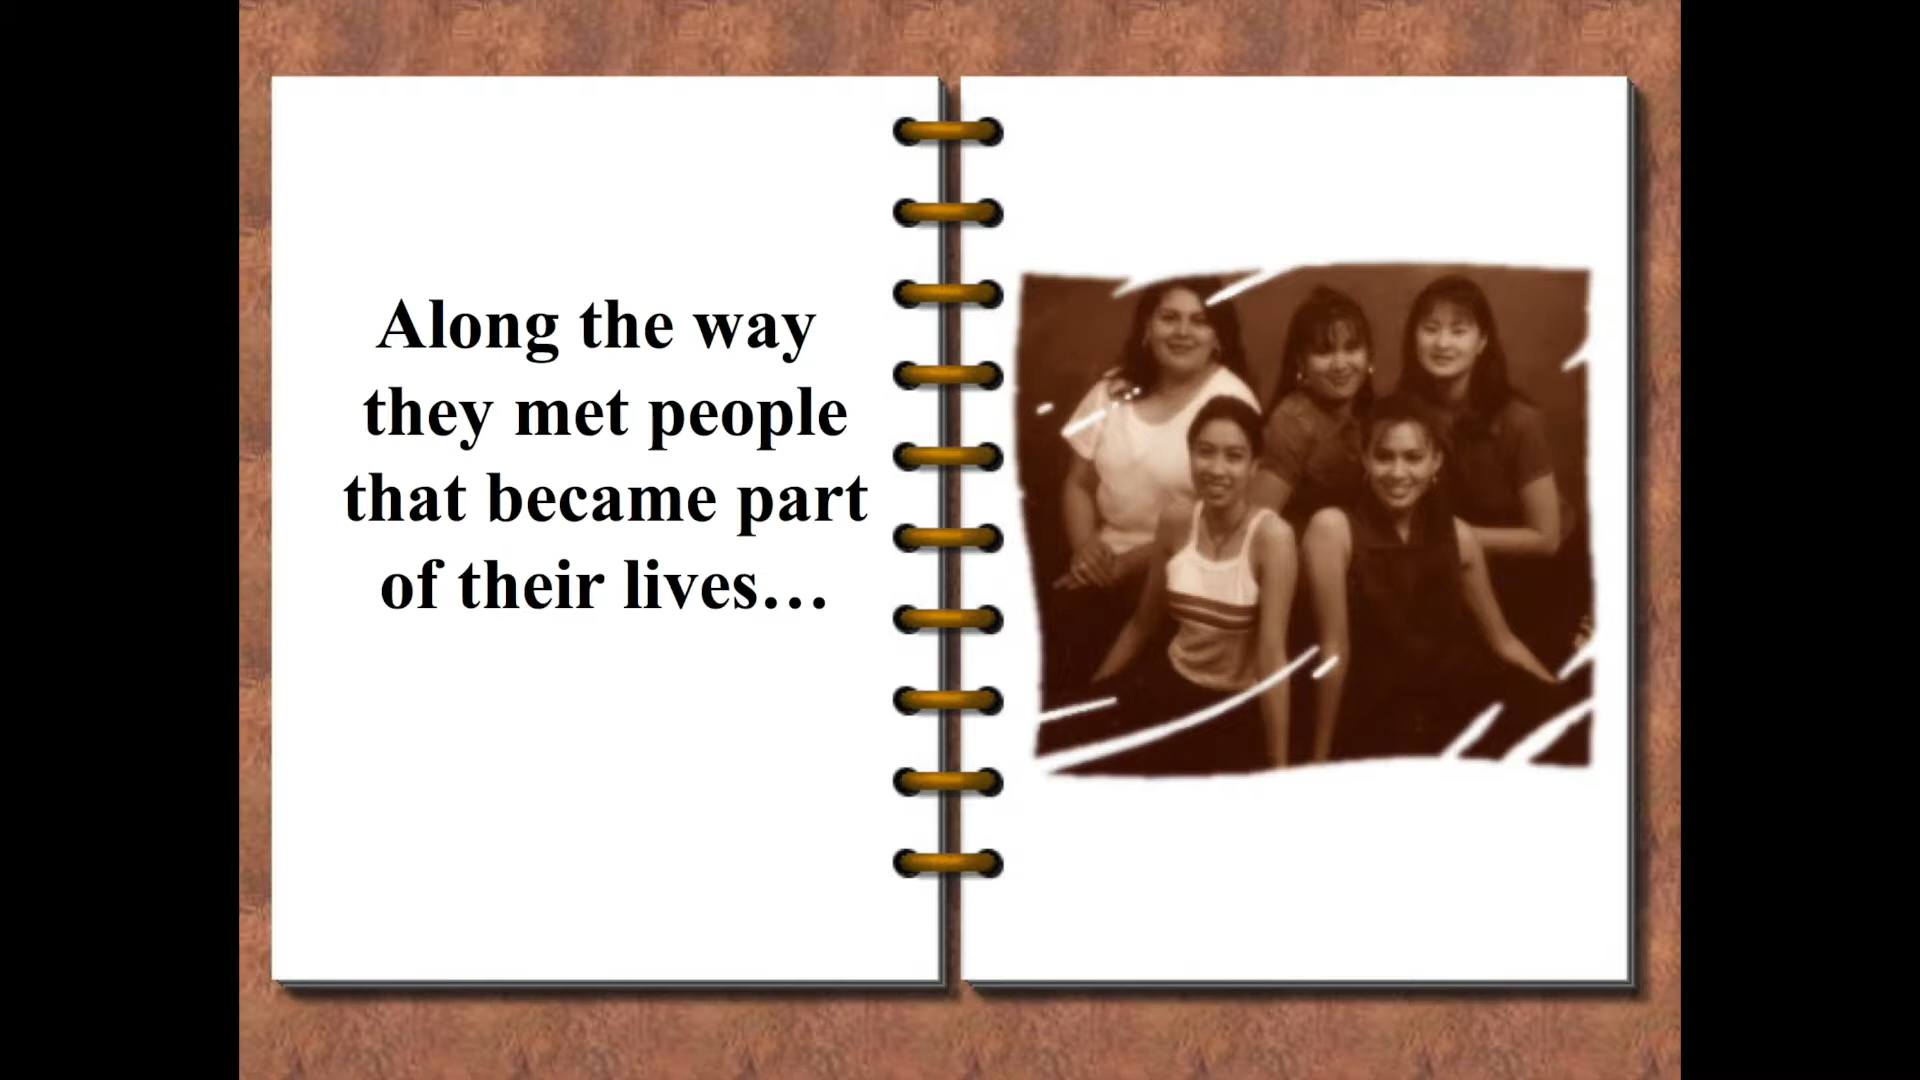 Along the way
they met people
that became part
of their lives…